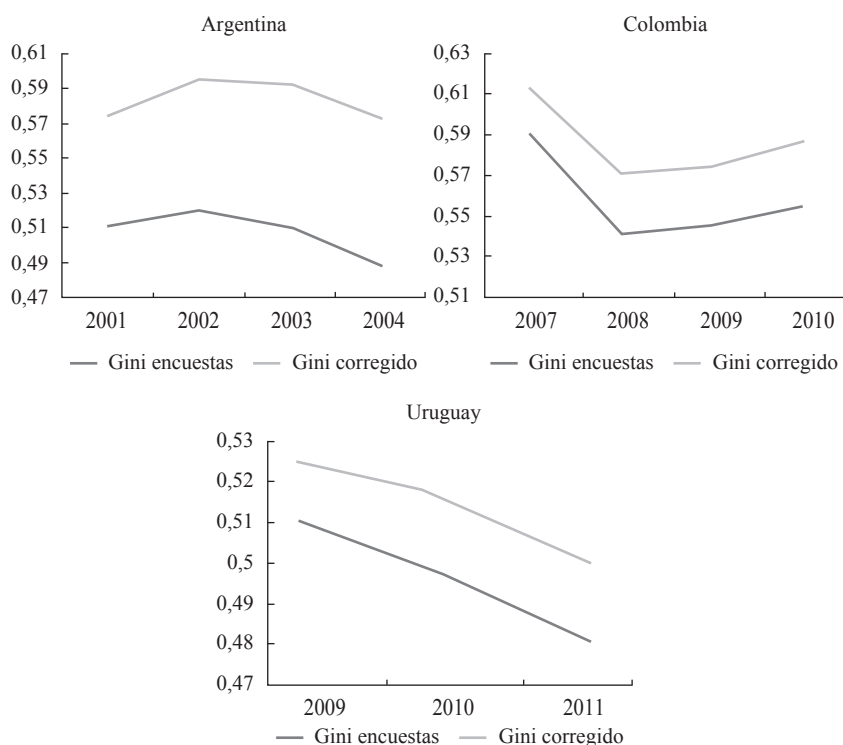 Argentina
0,61
0,59
0,57
0,55
0,53
0,51
0,49
0,47
2001 2002 2003 2004
Gini encuestas Gini corregido
Colombia
0,63
0,61
0,59
0,57
0,55
0,53
0,51
2007 2008 2009 2010
Gini encuestas Gini corregido
Uruguay
0,53
0,52
0,51
0,5
0,49
0,48
0,47
2009 2010 2011
Gini encuestas Gini corregido